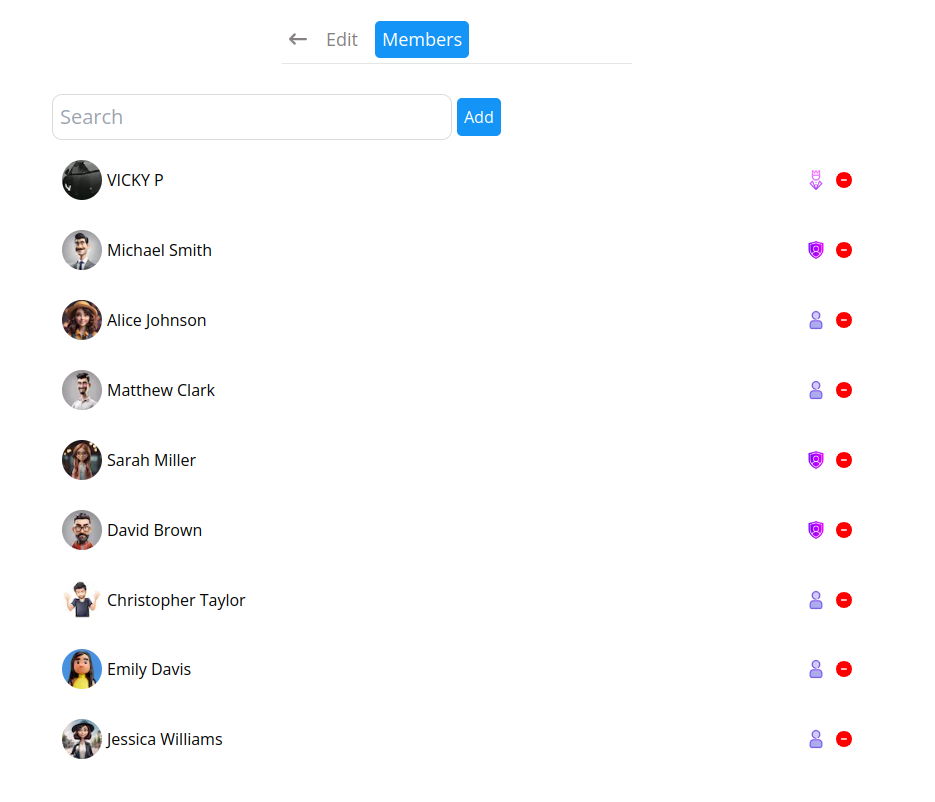 Edit Members
Search Add
VICKY P
Michael Smith
Alice Johnson
Matthew Clark
Sarah Miller
David Brown
Christopher Taylor
Emily Davis
Jessica Williams